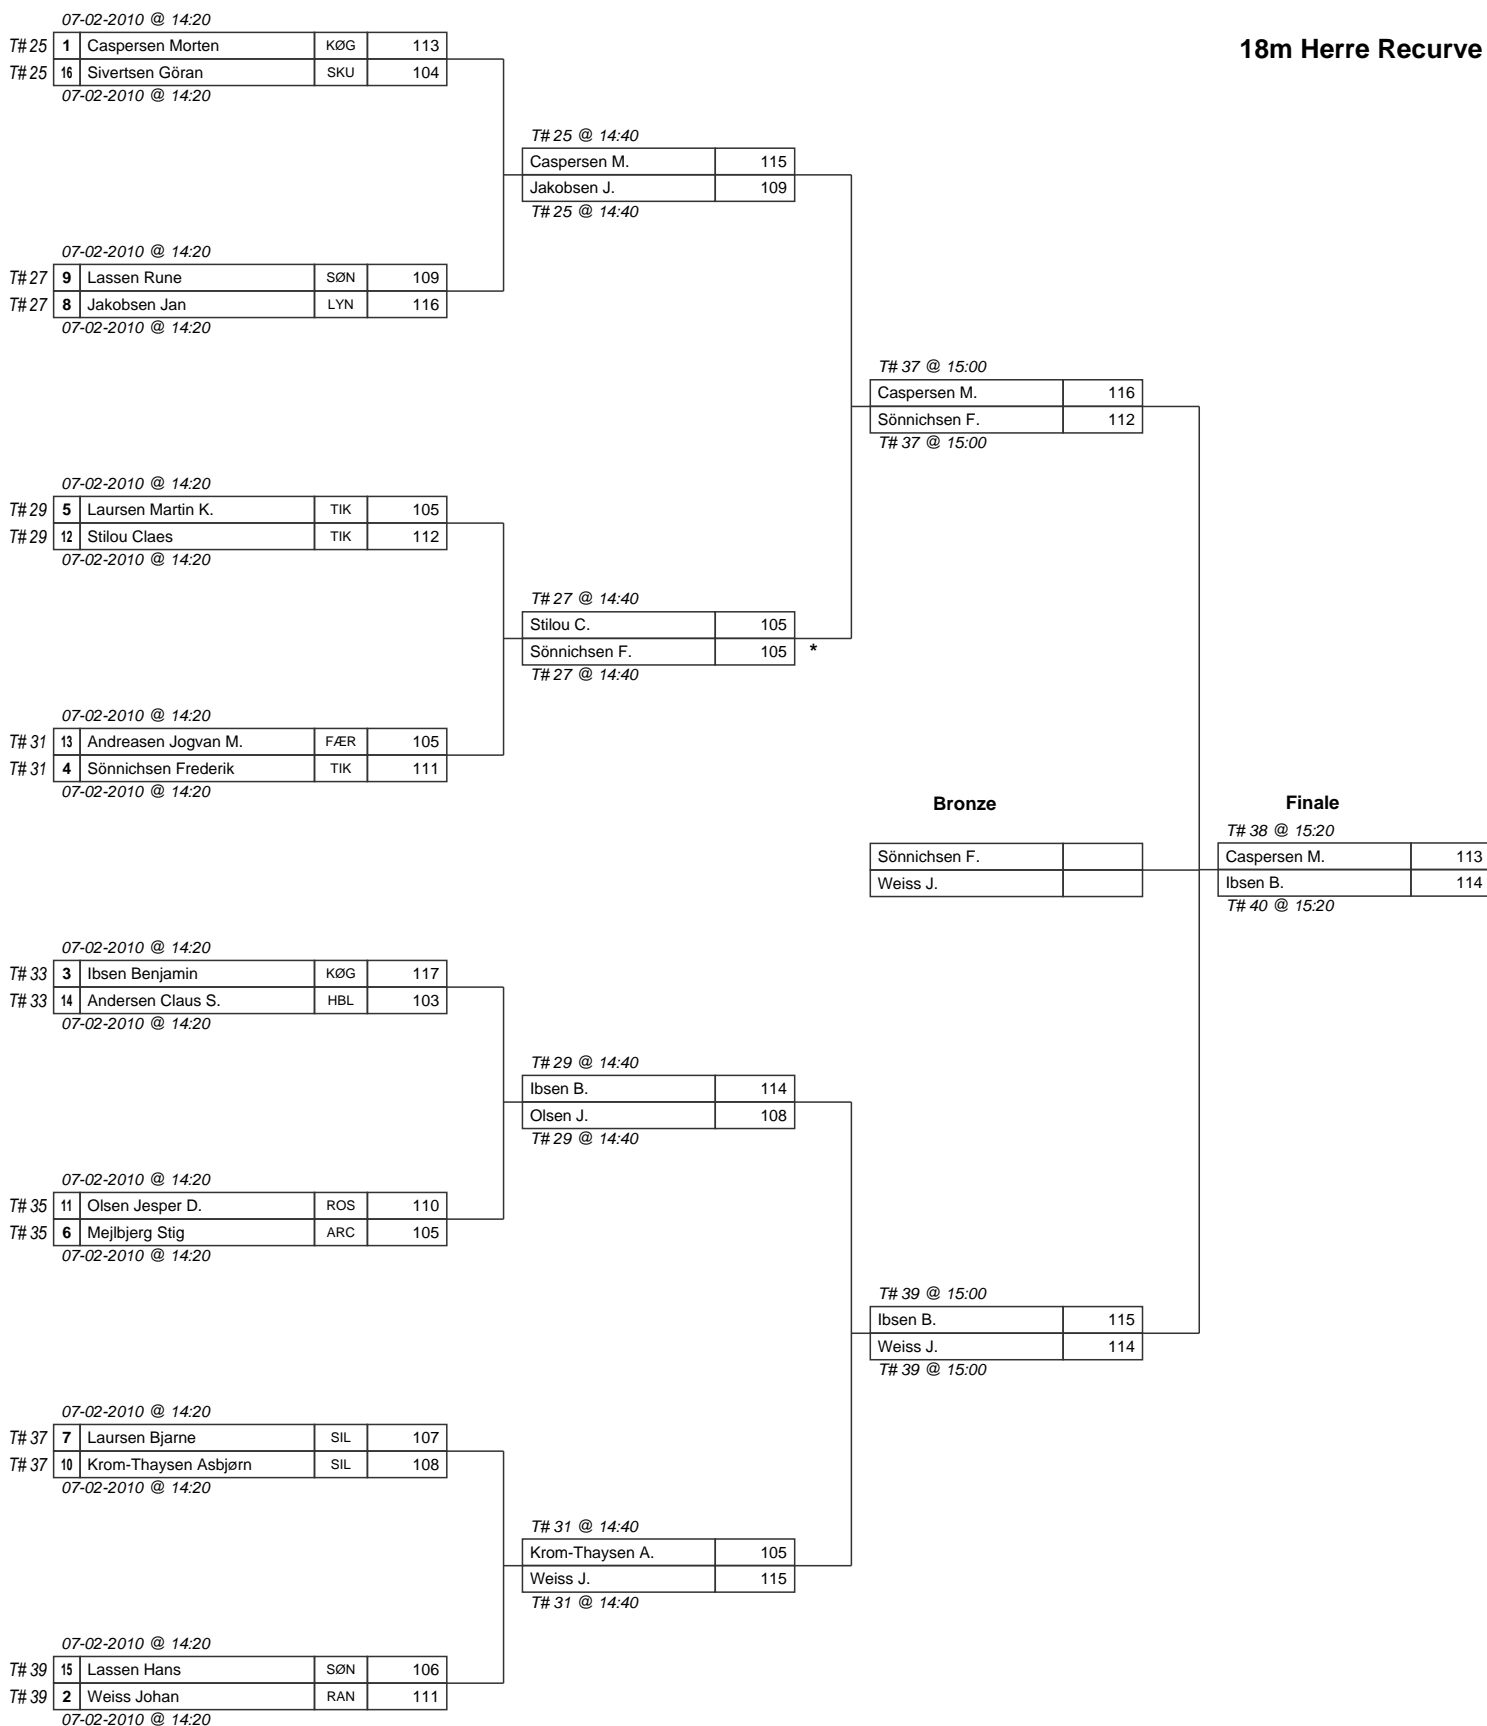 18m Herre Recurve
07-02-2010 @ 14:20
T# 25 1 Caspersen Morten KØG 113
T# 25 16 Sivertsen Göran SKU 104
07-02-2010 @ 14:20
T# 25 @ 14:40
Caspersen M. 115
Jakobsen J. 109
T# 25 @ 14:40
07-02-2010 @ 14:20
T# 27 9 Lassen Rune SØN 109
T# 27 8 Jakobsen Jan LYN 116
07-02-2010 @ 14:20
T# 37 @ 15:00
Caspersen M. 116
Sönnichsen F. 112
T# 37 @ 15:00
07-02-2010 @ 14:20
T# 29 5 Laursen Martin K. TIK 105
T# 29 12 Stilou Claes TIK 112
07-02-2010 @ 14:20
T# 27 @ 14:40
Stilou C. 105
Sönnichsen F. 105 *
T# 27 @ 14:40
07-02-2010 @ 14:20
T# 31 13 Andreasen Jogvan M. FÆR 105
T# 31 4 Sönnichsen Frederik TIK 111
07-02-2010 @ 14:20
Bronze
Sönnichsen F.
Weiss J.
Finale
T# 38 @ 15:20
Caspersen M. 113
Ibsen B. 114
T# 40 @ 15:20
07-02-2010 @ 14:20
T# 33 3 Ibsen Benjamin KØG 117
T# 33 14 Andersen Claus S. HBL 103
07-02-2010 @ 14:20
T# 29 @ 14:40
Ibsen B. 114
Olsen J. 108
T# 29 @ 14:40
07-02-2010 @ 14:20
T# 35 11 Olsen Jesper D. ROS 110
T# 35 6 Mejlbjerg Stig ARC 105
07-02-2010 @ 14:20
T# 39 @ 15:00
Ibsen B. 115
Weiss J. 114
T# 39 @ 15:00
07-02-2010 @ 14:20
T# 37 7 Laursen Bjarne SIL 107
T# 37 10 Krom-Thaysen Asbjørn SIL 108
07-02-2010 @ 14:20
T# 31 @ 14:40
Krom-Thaysen A. 105
Weiss J. 115
T# 31 @ 14:40
07-02-2010 @ 14:20
T# 39 15 Lassen Hans SØN 106
T# 39 2 Weiss Johan RAN 111
07-02-2010 @ 14:20